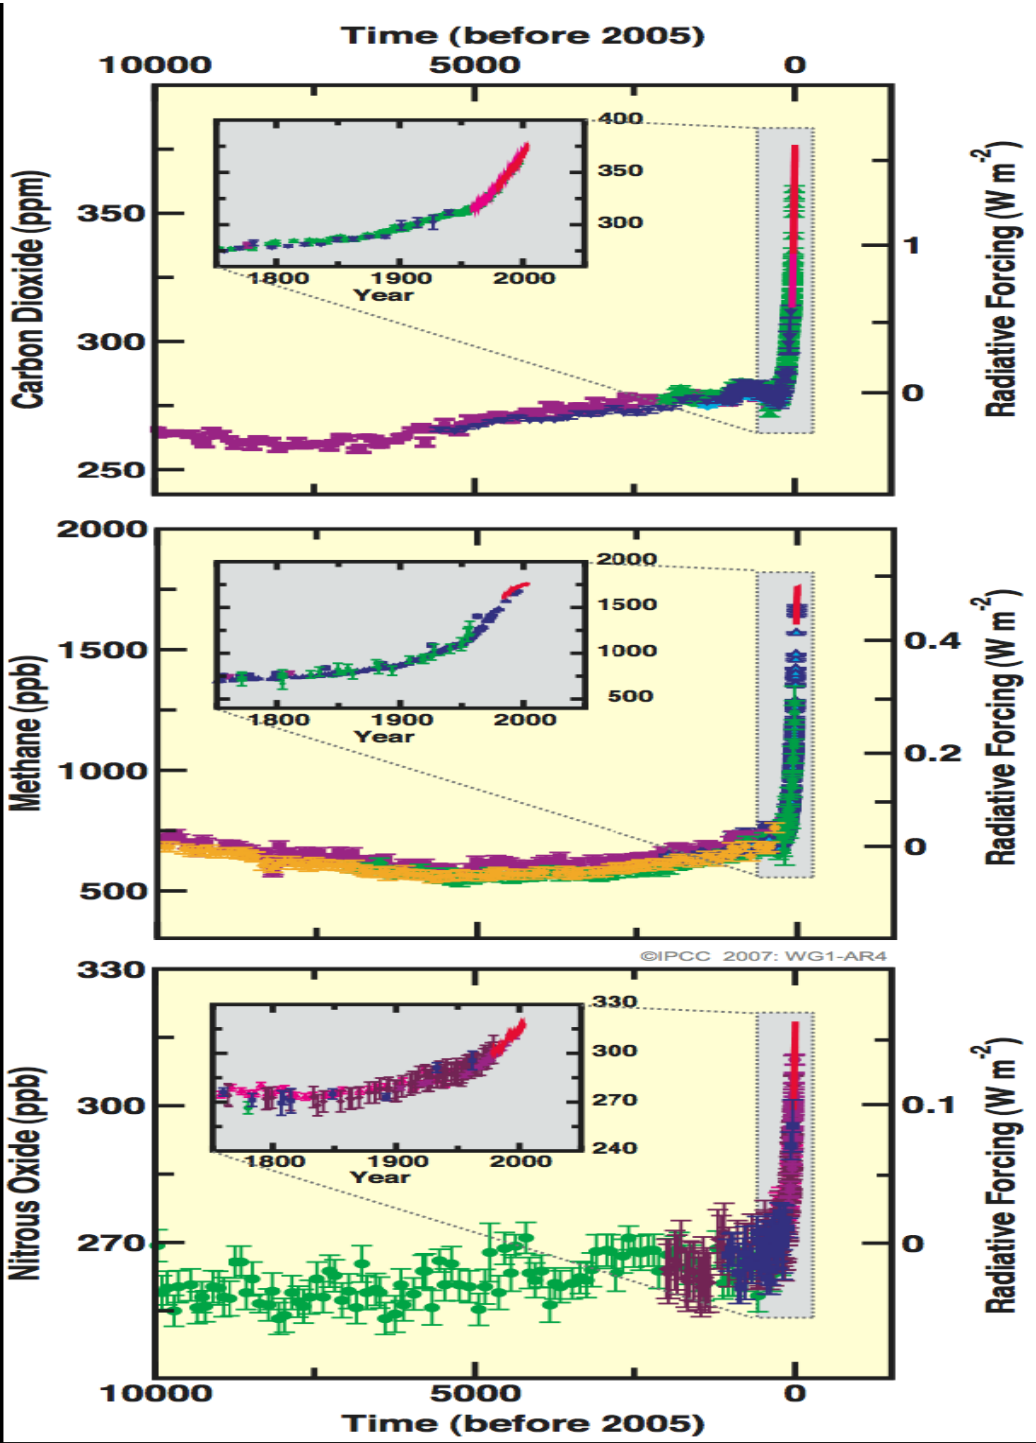 Time (before 2005)
10000 5000 0
Carbon Dioxide (ppm)
350
300
250
400
350
300
1800 1900 2000
Year
1
0
Radiative Forcing (W m-2)
Methane (ppb)
2000
1500
1000
500
2000
1500
1000
500
1800 1900 2000
Year
0.4
0.2
0
Radiative Forcing (W m-2)
©IPCC 2007: WG1-AR4
Nitrous Oxide (ppb)
330
300
270
330
300
270
240
1800 1900 2000
Year
0.1
0
Radiative Forcing (W m-2)
10000 5000 0
Time (before 2005)